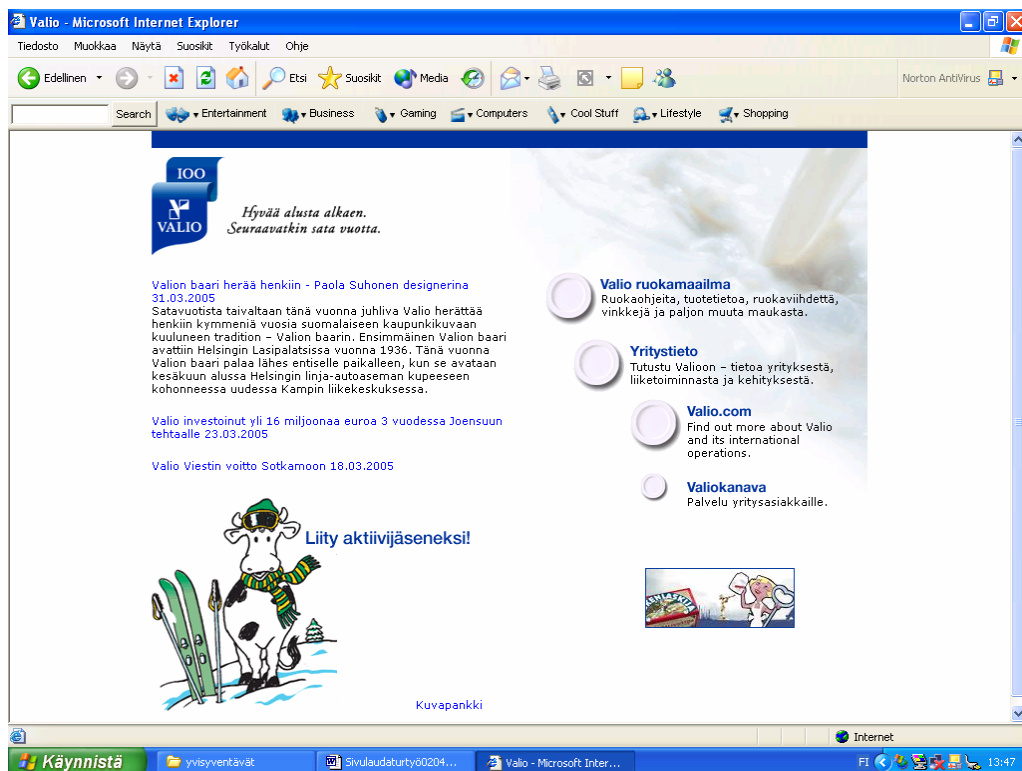 Valio - Microsoft Internet Explorer
Tiedosto Muokkaa Näytä Suosikit Työkalut Ohje
Edellinen Etsi Suosikit Media Norton AntiVirus
Search Entertainment Business Gaming Computers Cool Stuff Lifestyle Shopping
100
VALIO
Hyvää alusta alkaen.
Seuraavatkin sata vuotta.
Valion baari herää henkiin - Paola Suhonen designerina
31.03.2005
Satavuotista taivaltaan tänä vuonna juhliva Valio herättää
henkiin kymmeniä vuosia suomalaiseen kaupunkikuvaan
kuuluneen tradition – Valion baarin. Ensimmäinen Valion baari
avattiin Helsingin Lasipalatsissa vuonna 1936. Tänä vuonna
Valion baari palaa lähes entiselle paikalleen, kun se avataan
kesäkuun alussa Helsingin linja-autoaseman kupeeseen
kohonneessa uudessa Kampin liikekeskuksessa.
Valio investoinut yli 16 miljoonaa euroa 3 vuodessa Joensuun
tehtaalle 23.03.2005
Valio Viestin voitto Sotkamoon 18.03.2005
Liity aktiivijäseneksi!
Kuvapankki
Valio ruokamaailma
Ruokaohjeita, tuotetietoa, ruokaviihdettä,
vinkkejä ja paljon muuta maukasta.
Yritystieto
Tutustu Valioon – tietoa yrityksestä,
liiketoiminnasta ja kehityksestä.
Valio.com
Find out more about Valio
and its international
operations.
Valiokanava
Palvelu yritysasiakkaille.
Internet
Käynnistä yvisyventävät Sivulaudaturtyö0204... Valio - Microsoft Inter... FI 13:47